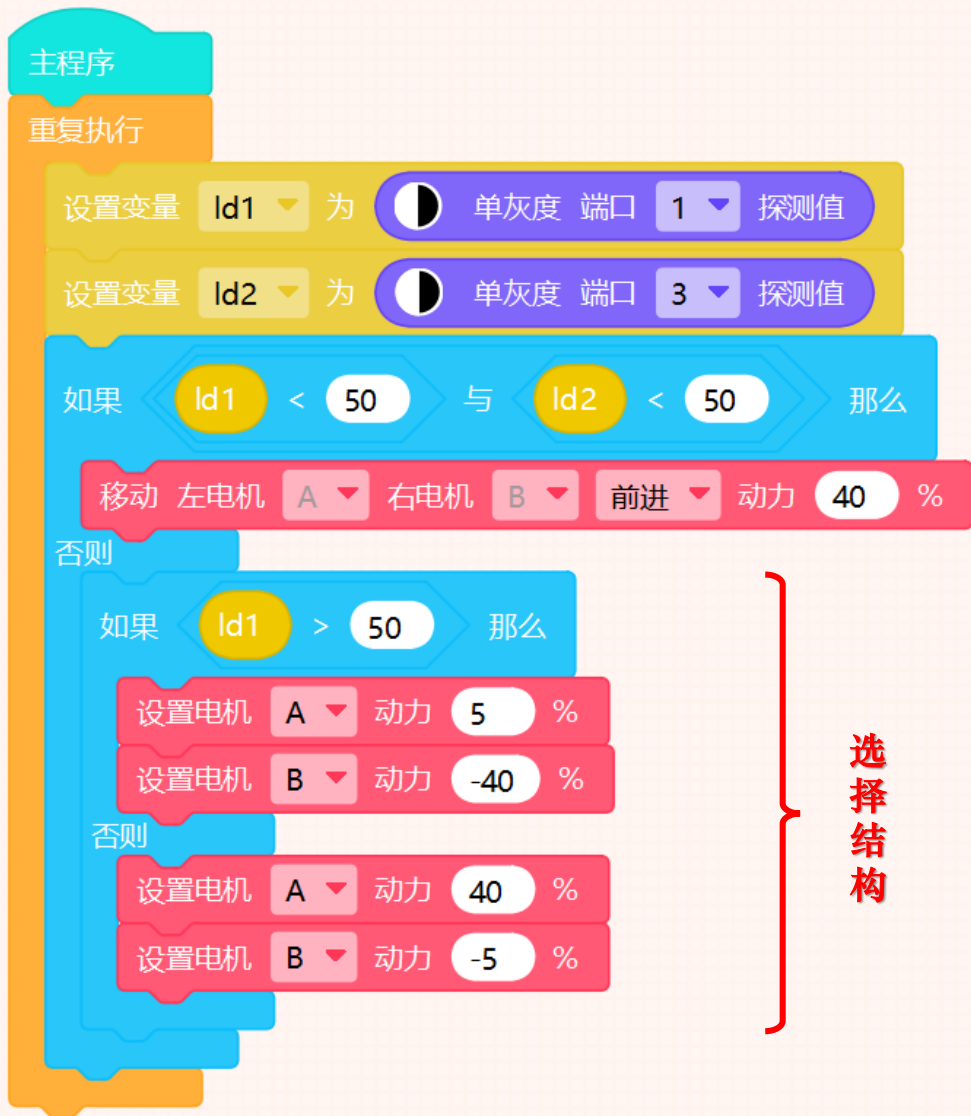 主程序
重复执行
设置变量 ld1 为 单灰度 端口 1 探测值
设置变量 ld2 为 单灰度 端口 3 探测值
如果 ld1 < 50 与 ld2 < 50 那么
移动 左电机 A 右电机 B 前进 动力 40 %
否则
如果 ld1 > 50 那么
设置电机 A 动力 5 %
设置电机 B 动力 -40 %
否则
设置电机 A 动力 40 %
设置电机 B 动力 -5 %
选择结构